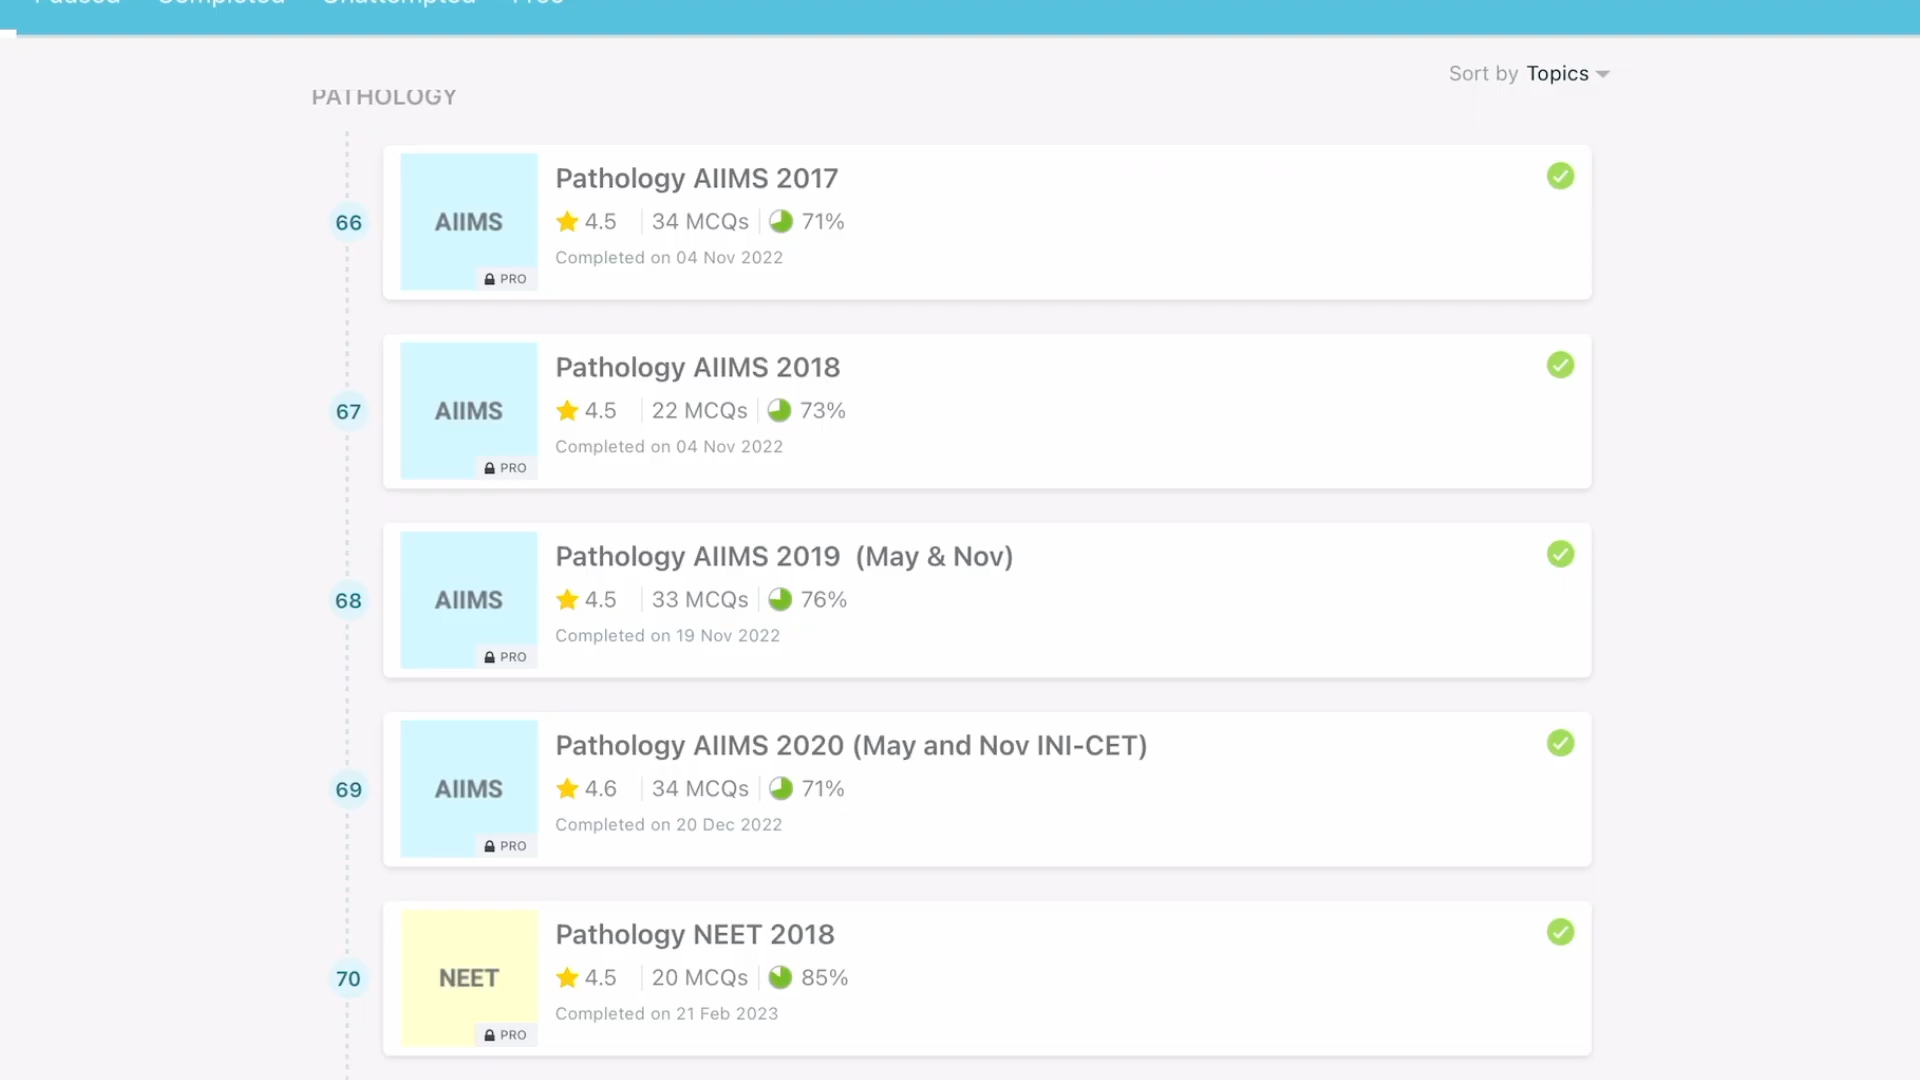 Paused Completed Unattempted Free
Sort by Topics
PATHOLOGY
66
AIIMS
PRO
Pathology AIIMS 2017
4.5 34 MCQs 71%
Completed on 04 Nov 2022
67
AIIMS
PRO
Pathology AIIMS 2018
4.5 22 MCQs 73%
Completed on 04 Nov 2022
68
AIIMS
PRO
Pathology AIIMS 2019 (May & Nov)
4.5 33 MCQs 76%
Completed on 19 Nov 2022
69
AIIMS
PRO
Pathology AIIMS 2020 (May and Nov INI-CET)
4.6 34 MCQs 71%
Completed on 20 Dec 2022
70
NEET
PRO
Pathology NEET 2018
4.5 20 MCQs 85%
Completed on 21 Feb 2023